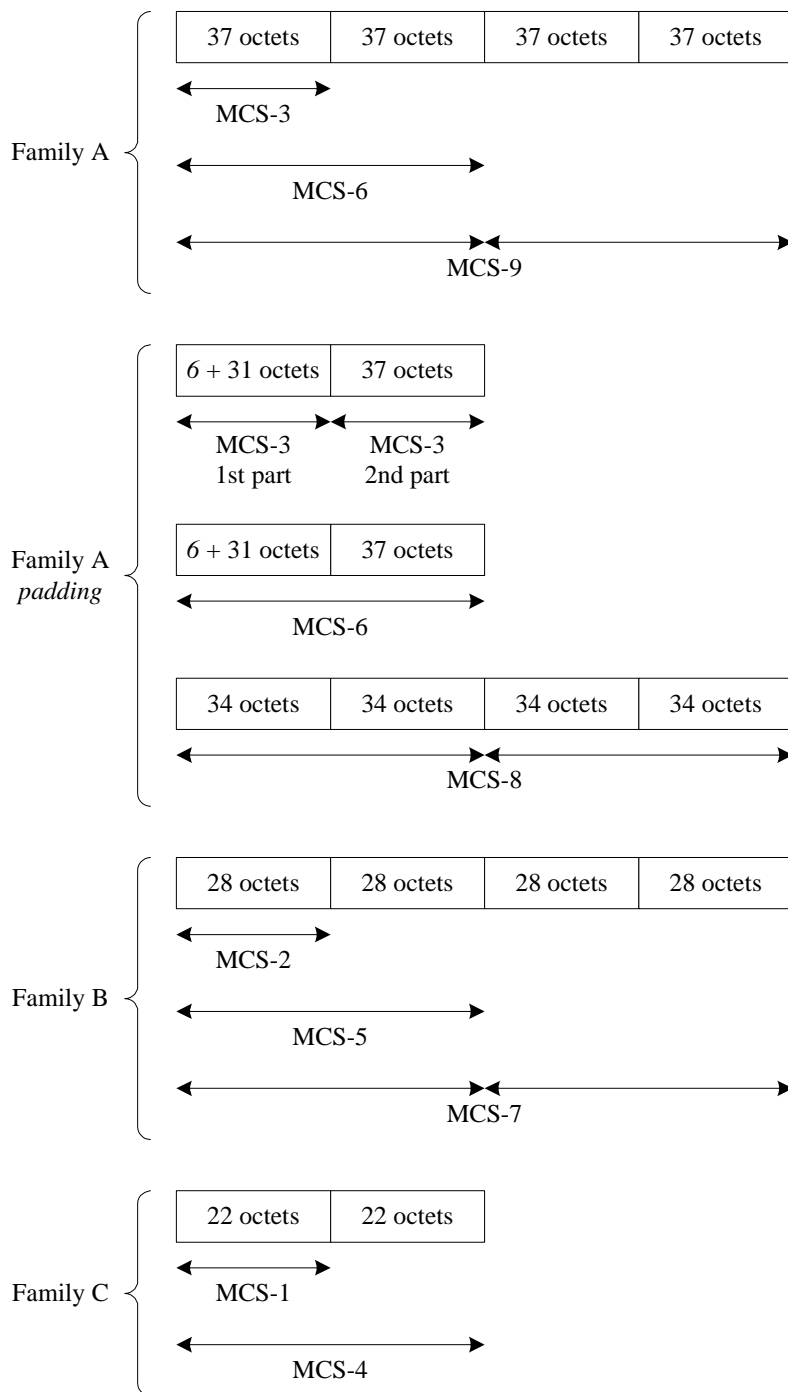 37 octets 37 octets 37 octets 37 octets
MCS-3
Family A
MCS-6
MCS-9
6 + 31 octets 37 octets
MCS-3 MCS-3
1st part 2nd part
Family A
padding
6 + 31 octets 37 octets
MCS-6
34 octets 34 octets 34 octets 34 octets
MCS-8
28 octets 28 octets 28 octets 28 octets
MCS-2
Family B
MCS-5
MCS-7
22 octets 22 octets
MCS-1
Family C
MCS-4